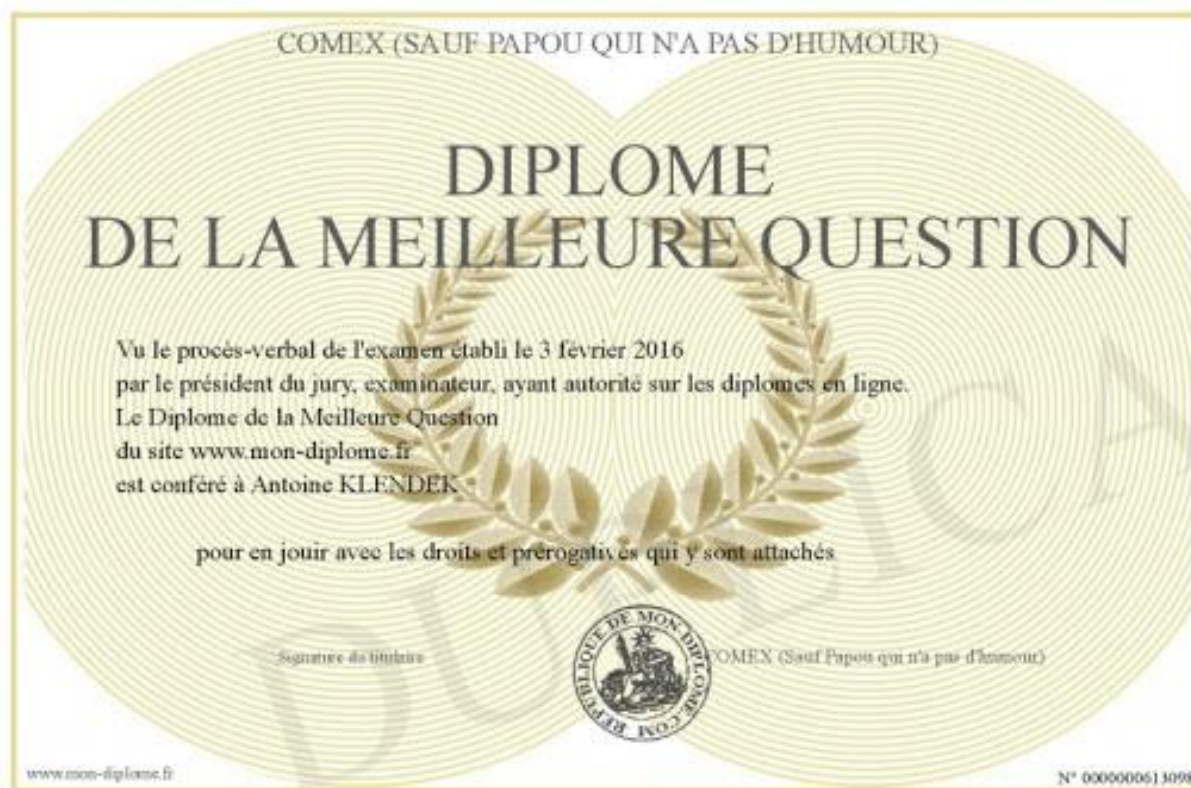 COMEX (SAUF PAPOU QUI N'A PAS D'HUMOUR)
DIPLOME
DE LA MEILLEURE QUESTION
Vu le procès-verbal de l'examen établi le 3 février 2016
par le président du jury, examinateur, ayant autorité sur les diplomes en ligne.
Le Diplome de la Meilleure Question
du site www.mon-diplome.fr
est conféré à Antoine KLENDEK
pour en jouir avec les droits et prérogatives qui y sont attachés
Signature du titulaire
COMEX (Sauf Papou qui n'a pas d'humour)
REPUBLIQUE DE MON-DIPLOME.COM
www.mon-diplome.fr
N° 0000000613098